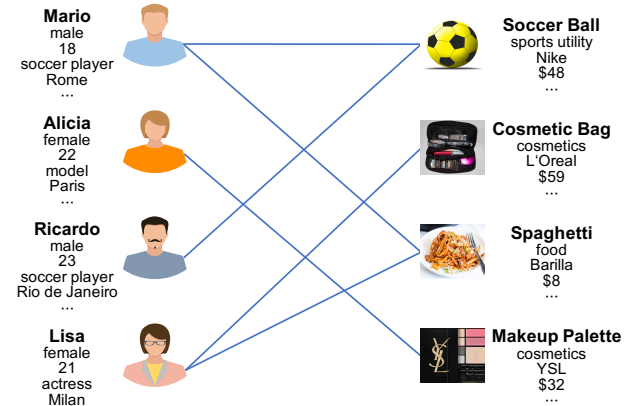 Mario
male
18
soccer player
Rome
...
Alicia
female
22
model
Paris
...
Ricardo
male
23
soccer player
Rio de Janeiro
...
Lisa
female
21
actress
Milan
Soccer Ball
sports utility
Nike
$48
...
Cosmetic Bag
cosmetics
L'Oreal
$59
...
Spaghetti
food
Barilla
$8
...
YSL
Makeup Palette
cosmetics
YSL
$32
...